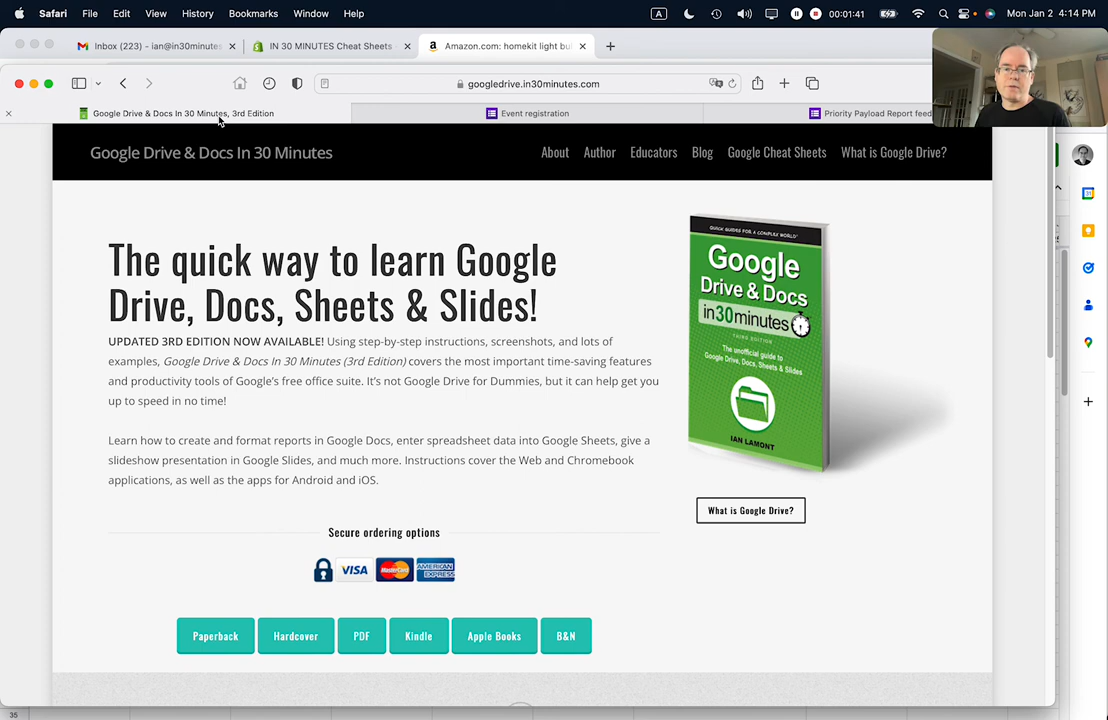 Safari File Edit View History Bookmarks Window Help
A 00:01:41 Mon Jan 2 4:14 PM
Inbox (223) - ian@in30minutes
IN 30 MINUTES Cheat Sheets
Amazon.com: homekit light bu
googledrive.in30minutes.com
Google Drive & Docs In 30 Minutes, 3rd Edition
Event registration
Priority Payload Report feed
Google Drive & Docs In 30 Minutes
About Author Educators Blog Google Cheat Sheets What is Google Drive?
The quick way to learn Google
Drive, Docs, Sheets & Slides!
UPDATED 3RD EDITION NOW AVAILABLE! Using step-by-step instructions, screenshots, and lots of
examples, Google Drive & Docs In 30 Minutes (3rd Edition) covers the most important time-saving features
and productivity tools of Google's free office suite. It's not Google Drive for Dummies, but it can help get you
up to speed in no time!
Learn how to create and format reports in Google Docs, enter spreadsheet data into Google Sheets, give a
slideshow presentation in Google Slides, and much more. Instructions cover the Web and Chromebook
applications, as well as the apps for Android and iOS.
QUICK GUIDES FOR A COMPLEX WORLD™
Google
Drive & Docs
in30minutes
THIRD EDITION
The unofficial guide to
Google Drive, Docs, Sheets & Slides
IAN LAMONT
What is Google Drive?
Secure ordering options
VISA MasterCard AMERICAN EXPRESS
Paperback Hardcover PDF Kindle Apple Books B&N
35
31